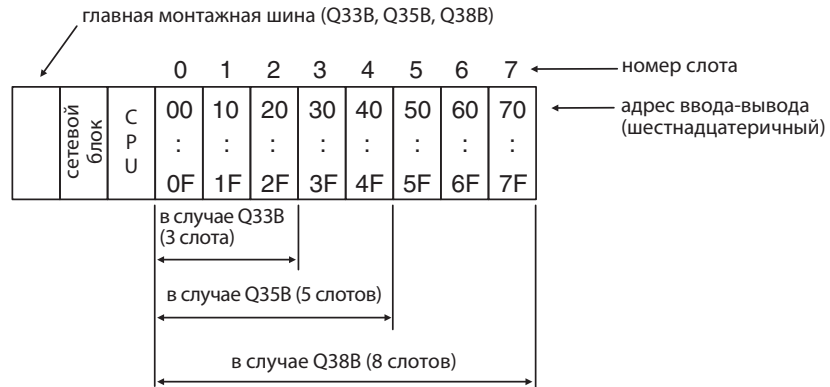 главная монтажная шина (Q33B, Q35B, Q38B)
0 1 2 3 4 5 6 7 номер слота
сетевой
блок
C
P
U
00 10 20 30 40 50 60 70
: : : : : : : :
0F 1F 2F 3F 4F 5F 6F 7F
адрес ввода-вывода
(шестнадцатеричный)
в случае Q33B
(3 слота)
в случае Q35B (5 слотов)
в случае Q38B (8 слотов)